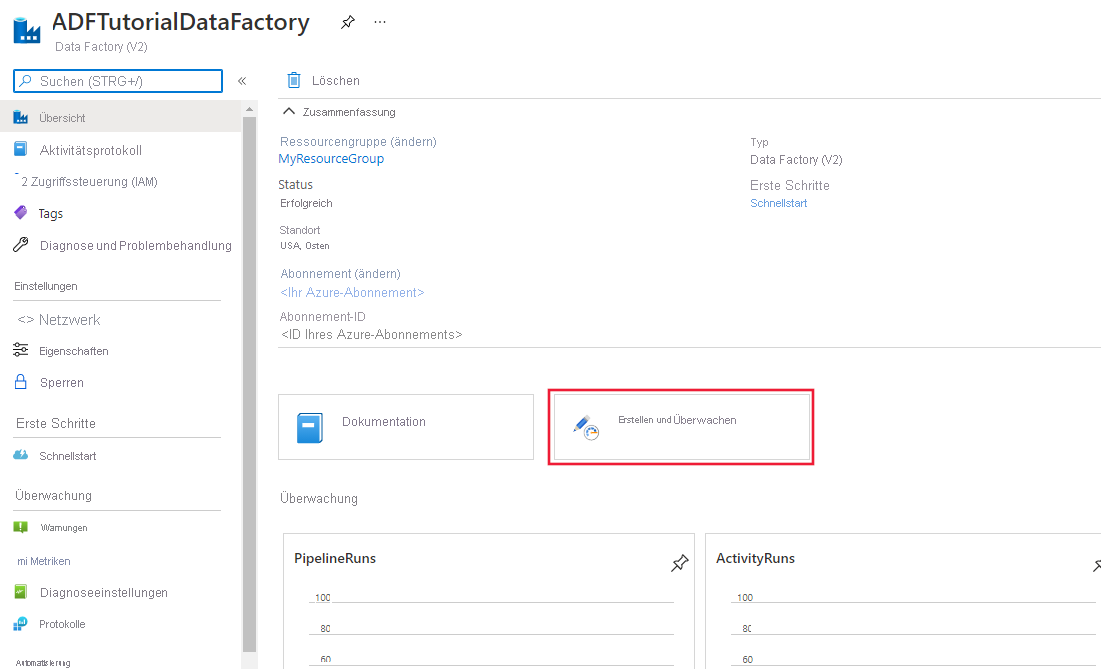 ADFTutorialDataFactory
Data Factory (V2)
Suchen (STRG+/)
«
Übersicht
Aktivitätsprotokoll
2 Zugriffssteuerung (IAM)
Tags
Diagnose und Problembehandlung
Einstellungen
<> Netzwerk
Eigenschaften
Sperren
Erste Schritte
Schnellstart
Überwachung
Warnungen
mi Metriken
Diagnoseeinstellungen
Protokolle
Automatisierung
Löschen
Zusammenfassung
Ressourcengruppe (ändern)
MyResourceGroup
Status
Erfolgreich
Standort
USA, Osten
Abonnement (ändern)
<Ihr Azure-Abonnement>
Abonnement-ID
<ID Ihres Azure-Abonnements>
Typ
Data Factory (V2)
Erste Schritte
Schnellstart
Dokumentation
Erstellen und Überwachen
Überwachung
PipelineRuns
100
80
60
ActivityRuns
100
80
60